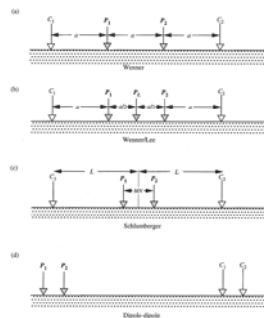 (a)
C₁ P₁ P₂ C₂
a a a
Wenner
(b)
C₁ P₁ P₂ C₂
a a/2 a/2 a
Wenner/Lee
(c)
L L
C₁ P₁ P₂ C₂
Schlumberger
(d)
P₁ P₂ C₁ C₂
Dipole-dipole